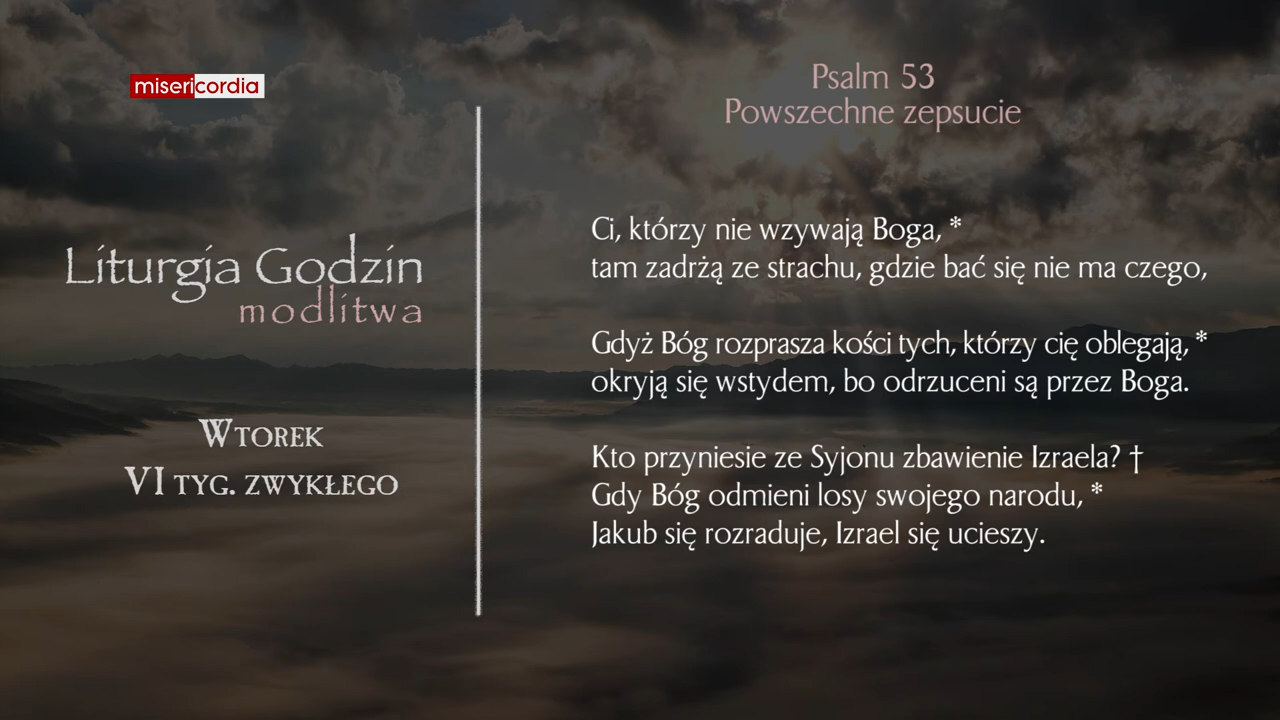 misericordia
Liturgia Godzin
modlitwa
Wtorek
VI tyg. zwykłego
Psalm 53
Powszechne zepsucie
Ci, którzy nie wzywają Boga, *
tam zadrżą ze strachu, gdzie bać się nie ma czego,
Gdyż Bóg rozprasza kości tych, którzy cię oblegają, *
okryją się wstydem, bo odrzuceni są przez Boga.
Kto przyniesie ze Syjonu zbawienie Izraela? †
Gdy Bóg odmieni losy swojego narodu, *
Jakub się rozraduje, Izrael się ucieszy.